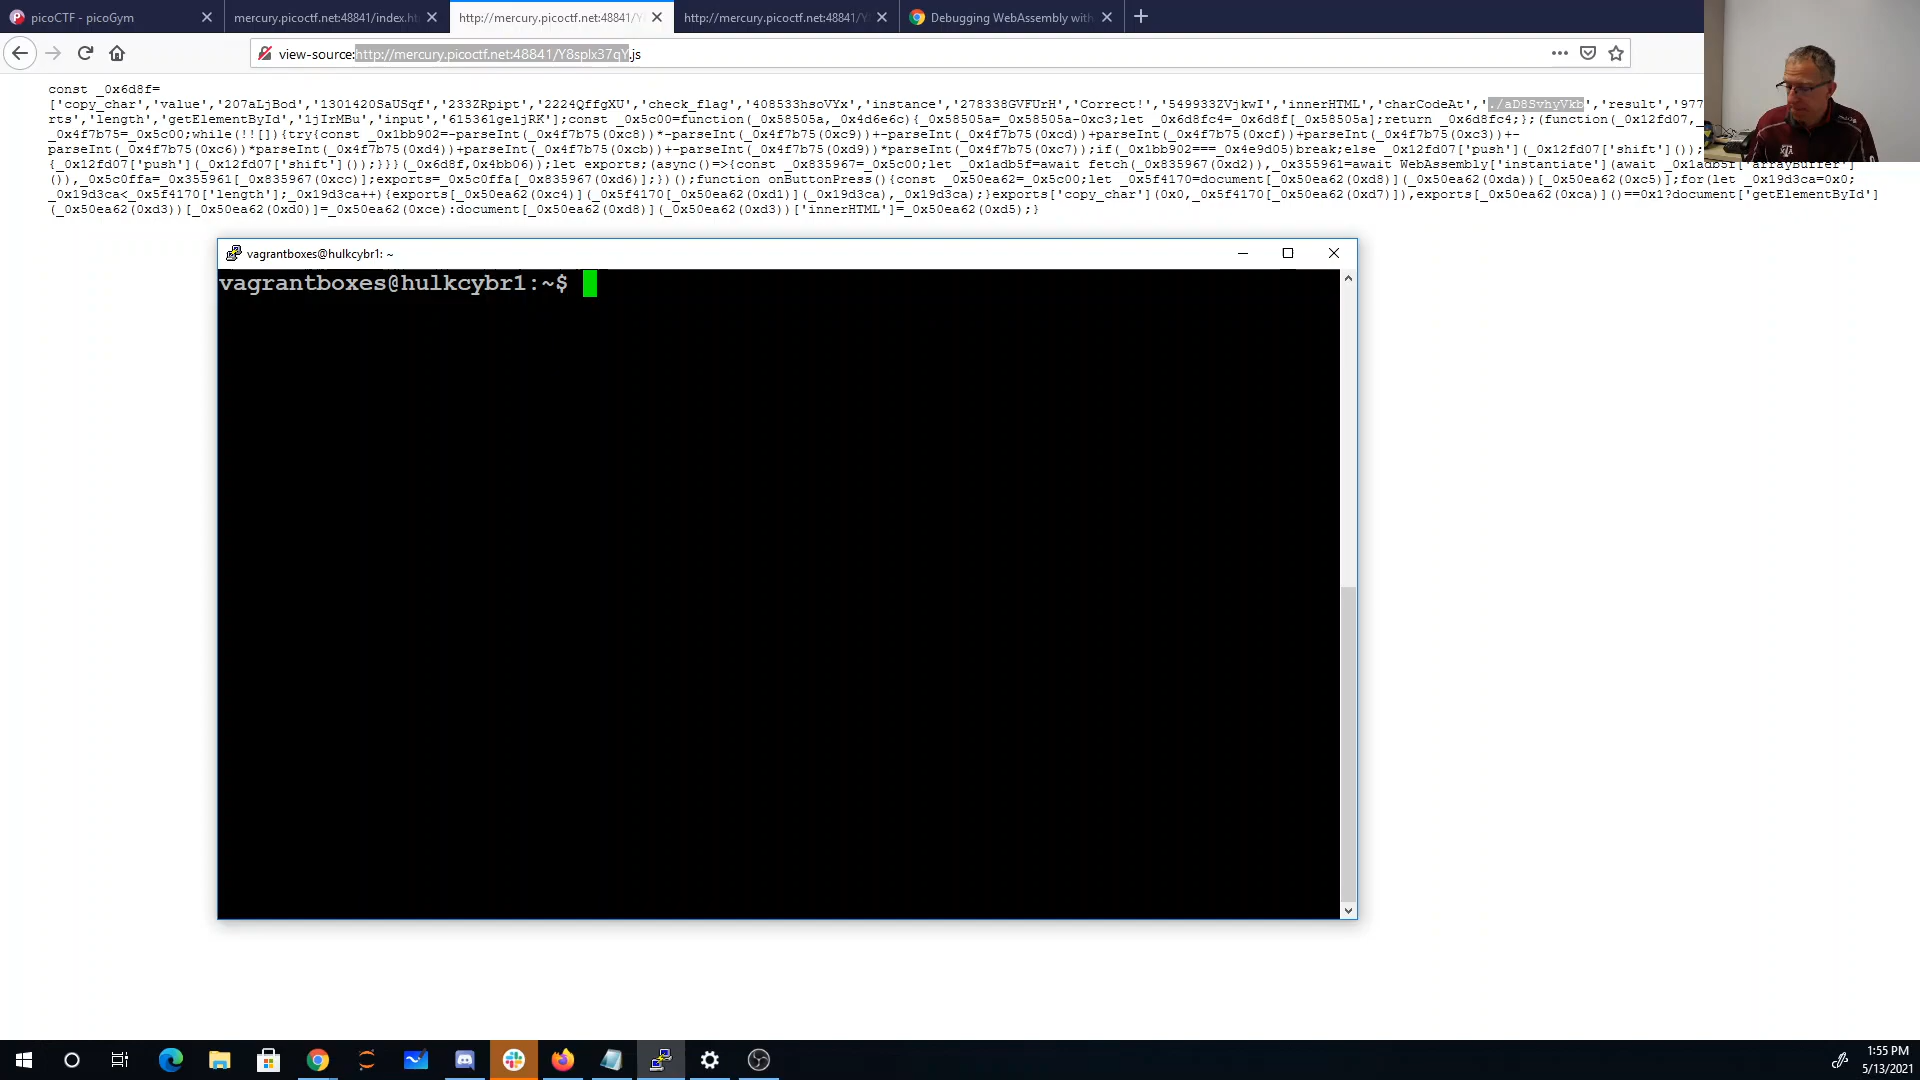 picoCTF - picoGym
mercury.picoctf.net:48841/index.ht
http://mercury.picoctf.net:48841/Y
http://mercury.picoctf.net:48841/Y8
Debugging WebAssembly with
view-source:http://mercury.picoctf.net:48841/Y8splx37qY.js
const _0x6d8f=
['copy_char','value','207aLjBod','1301420SaUSqf','233ZRpipt','2224QffgXU','check_flag','408533hsoVYx','instance','278338GVFUrH','Correct!','549933ZVjkwI','innerHTML','charCodeAt','./aD8SvhyVkb','result','977
rts','length','getElementById','1jIrMBu','input','615361geljRK'];const _0x5c00=function(_0x58505a,_0x4d6e6c){_0x58505a=_0x58505a-0xc3;let _0x6d8fc4=_0x6d8f[_0x58505a];return _0x6d8fc4;};(function(_0x12fd07,_
_0x4f7b75=_0x5c00;while(!![]){try{const _0x1bb902=-parseInt(_0x4f7b75(0xc8))*-parseInt(_0x4f7b75(0xc9))+-parseInt(_0x4f7b75(0xcd))+parseInt(_0x4f7b75(0xcf))+parseInt(_0x4f7b75(0xc3))+-
parseInt(_0x4f7b75(0xc6))*parseInt(_0x4f7b75(0xd4))+parseInt(_0x4f7b75(0xcb))+-parseInt(_0x4f7b75(0xd9))*parseInt(_0x4f7b75(0xc7));if(_0x1bb902===_0x4e9d05)break;else _0x12fd07['push'](_0x12fd07['shift']());
{_0x12fd07['push'](_0x12fd07['shift']());}}}(_0x6d8f,0x4bb06));let exports;(async()=>{const _0x835967=_0x5c00;let _0x1adb5f=await fetch(_0x835967(0xd2)),_0x355961=await WebAssembly['instantiate'](await _0x1adb5f['arrayBuffer']
()),_0x5c0ffa=_0x355961[_0x835967(0xcc)];exports=_0x5c0ffa[_0x835967(0xd6)];})();function onButtonPress(){const _0x50ea62=_0x5c00;let _0x5f4170=document[_0x50ea62(0xd8)](_0x50ea62(0xda))[_0x50ea62(0xc5)];for(let _0x19d3ca=0x0;
_0x19d3ca<_0x5f4170['length'];_0x19d3ca++){exports[_0x50ea62(0xc4)](_0x5f4170[_0x50ea62(0xd1)](_0x19d3ca),_0x19d3ca);}exports['copy_char'](0x0,_0x5f4170[_0x50ea62(0xd7)]),exports[_0x50ea62(0xca)]()==0x1?document['getElementById']
(_0x50ea62(0xd3))[_0x50ea62(0xd0)]=_0x50ea62(0xce):document[_0x50ea62(0xd8)](_0x50ea62(0xd3))['innerHTML']=_0x50ea62(0xd5);}
vagrantboxes@hulkcybr1: ~
vagrantboxes@hulkcybr1:~$
1:55 PM
5/13/2021